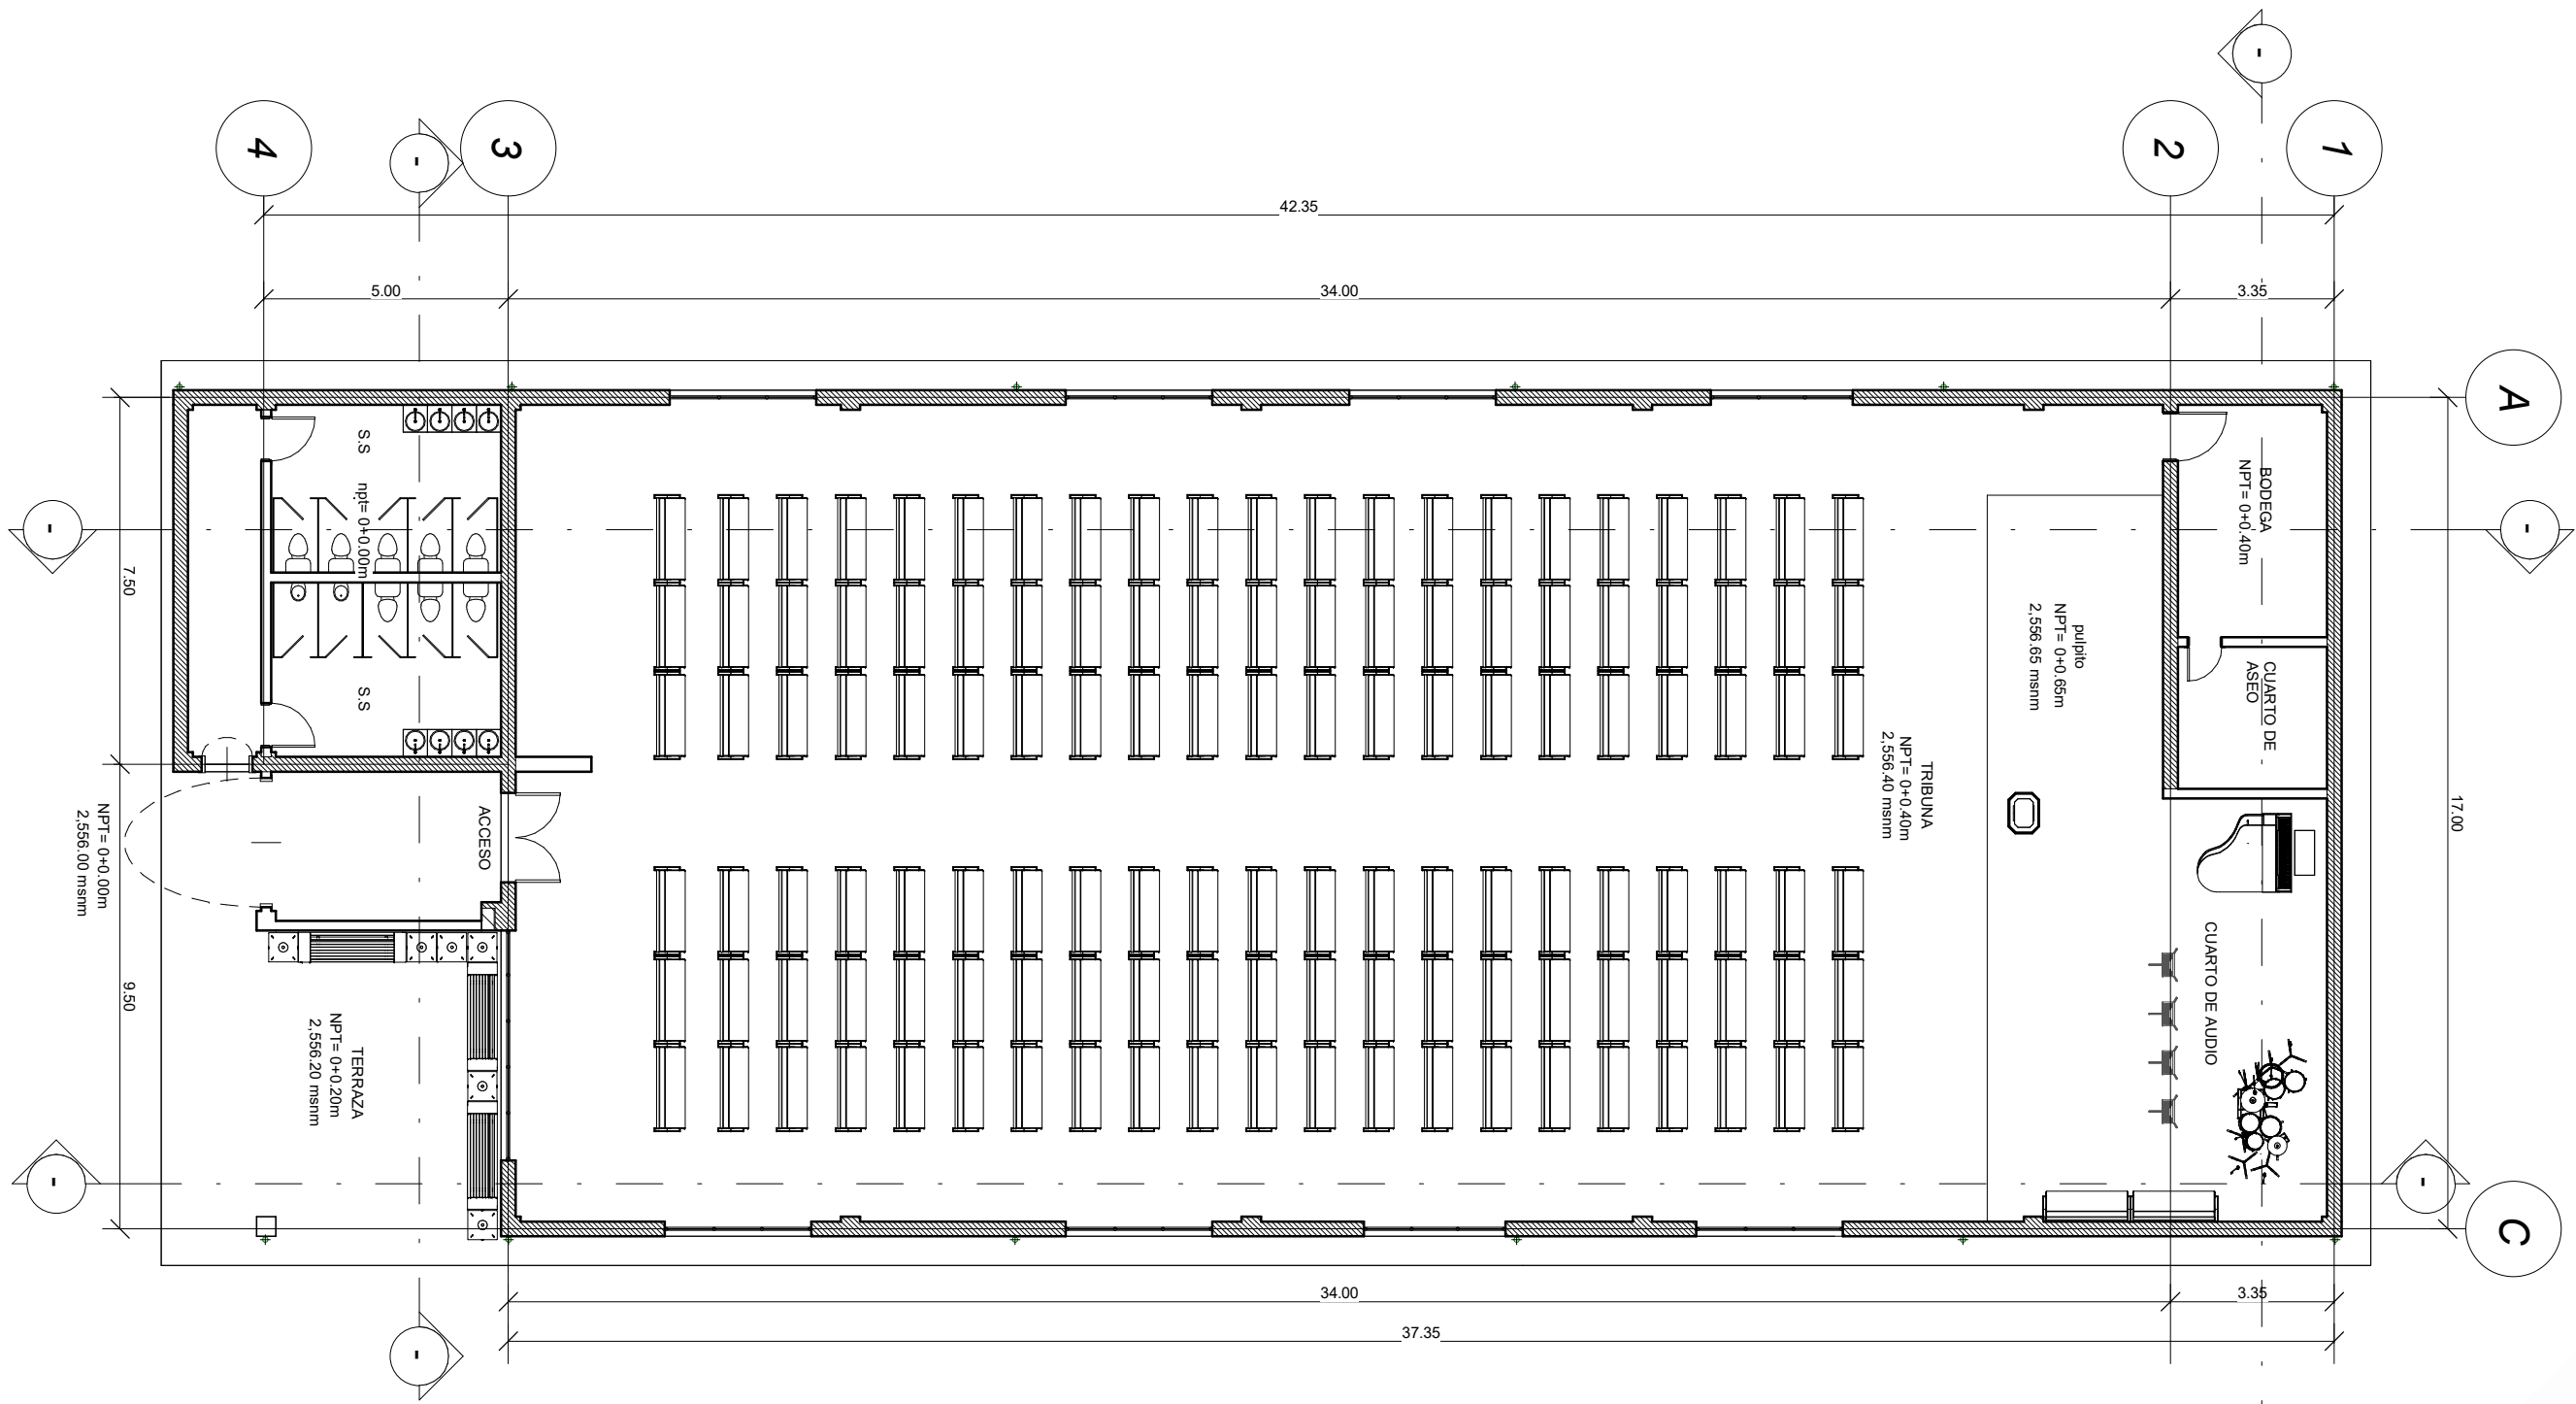 4
3
2
1
-
-
42.35
5.00
34.00
3.35
A
C
-
-
-
-
-
7.50
9.50
17.00
S.S
npt= 0+0.00m
S.S
ACCESO
NPT= 0+0.00m
2,556.00 msnm
TERRAZA
NPT= 0+0.20m
2,556.20 msnm
TRIBUNA
NPT= 0+0.40m
2,556.40 msnm
pulpito
NPT= 0+0.65m
2,556.65 msnm
BODEGA
NPT= 0+0.40m
CUARTO DE
ASEO
CUARTO DE AUDIO
34.00
3.35
37.35